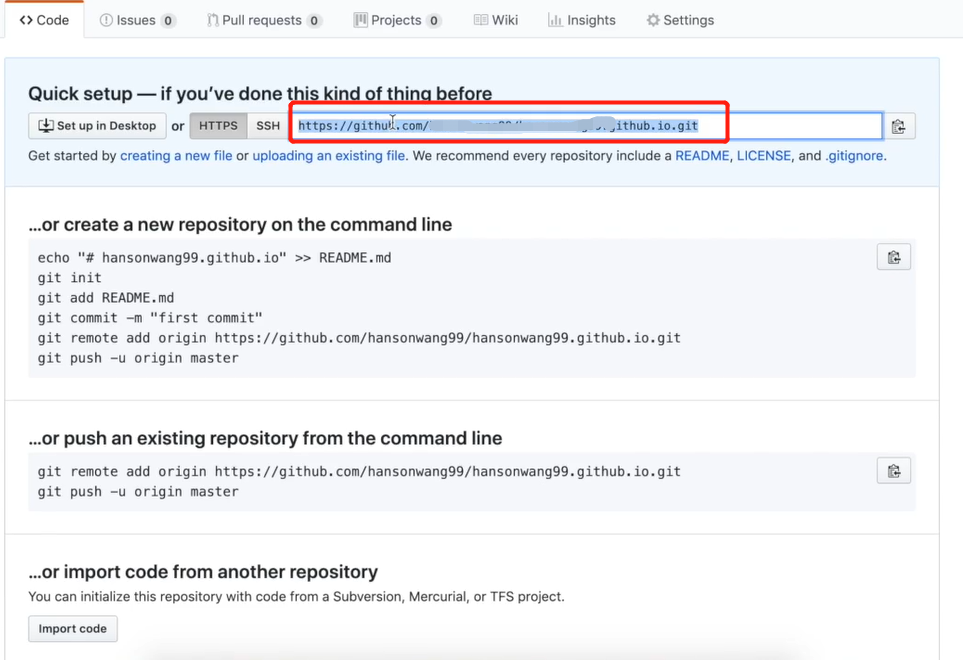 Code Issues 0 Pull requests 0 Projects 0 Wiki Insights Settings
Quick setup — if you’ve done this kind of thing before
Set up in Desktop or HTTPS SSH https://github.com/ github.io.git
Get started by creating a new file or uploading an existing file. We recommend every repository include a README, LICENSE, and .gitignore.
…or create a new repository on the command line
echo "# hansonwang99.github.io" >> README.md
git init
git add README.md
git commit -m "first commit"
git remote add origin https://github.com/hansonwang99/hansonwang99.github.io.git
git push -u origin master
…or push an existing repository from the command line
git remote add origin https://github.com/hansonwang99/hansonwang99.github.io.git
git push -u origin master
…or import code from another repository
You can initialize this repository with code from a Subversion, Mercurial, or TFS project.
Import code